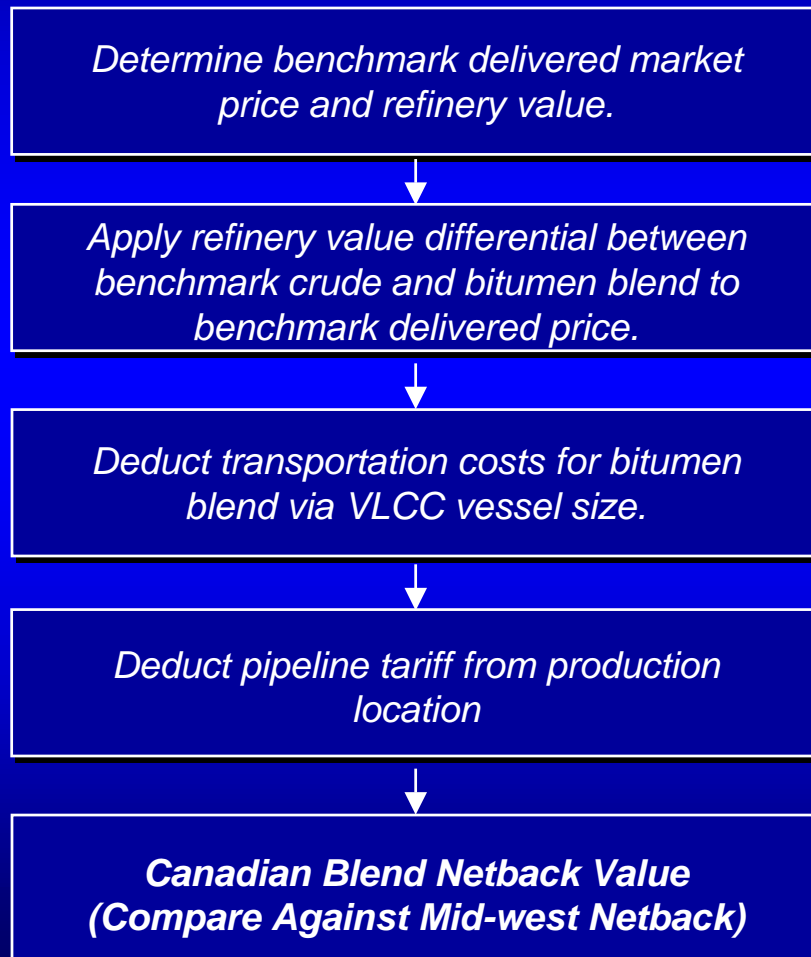 Determine benchmark delivered market
price and refinery value.
Apply refinery value differential between
benchmark crude and bitumen blend to
benchmark delivered price.
Deduct transportation costs for bitumen
blend via VLCC vessel size.
Deduct pipeline tariff from production
location
Canadian Blend Netback Value
(Compare Against Mid-west Netback)